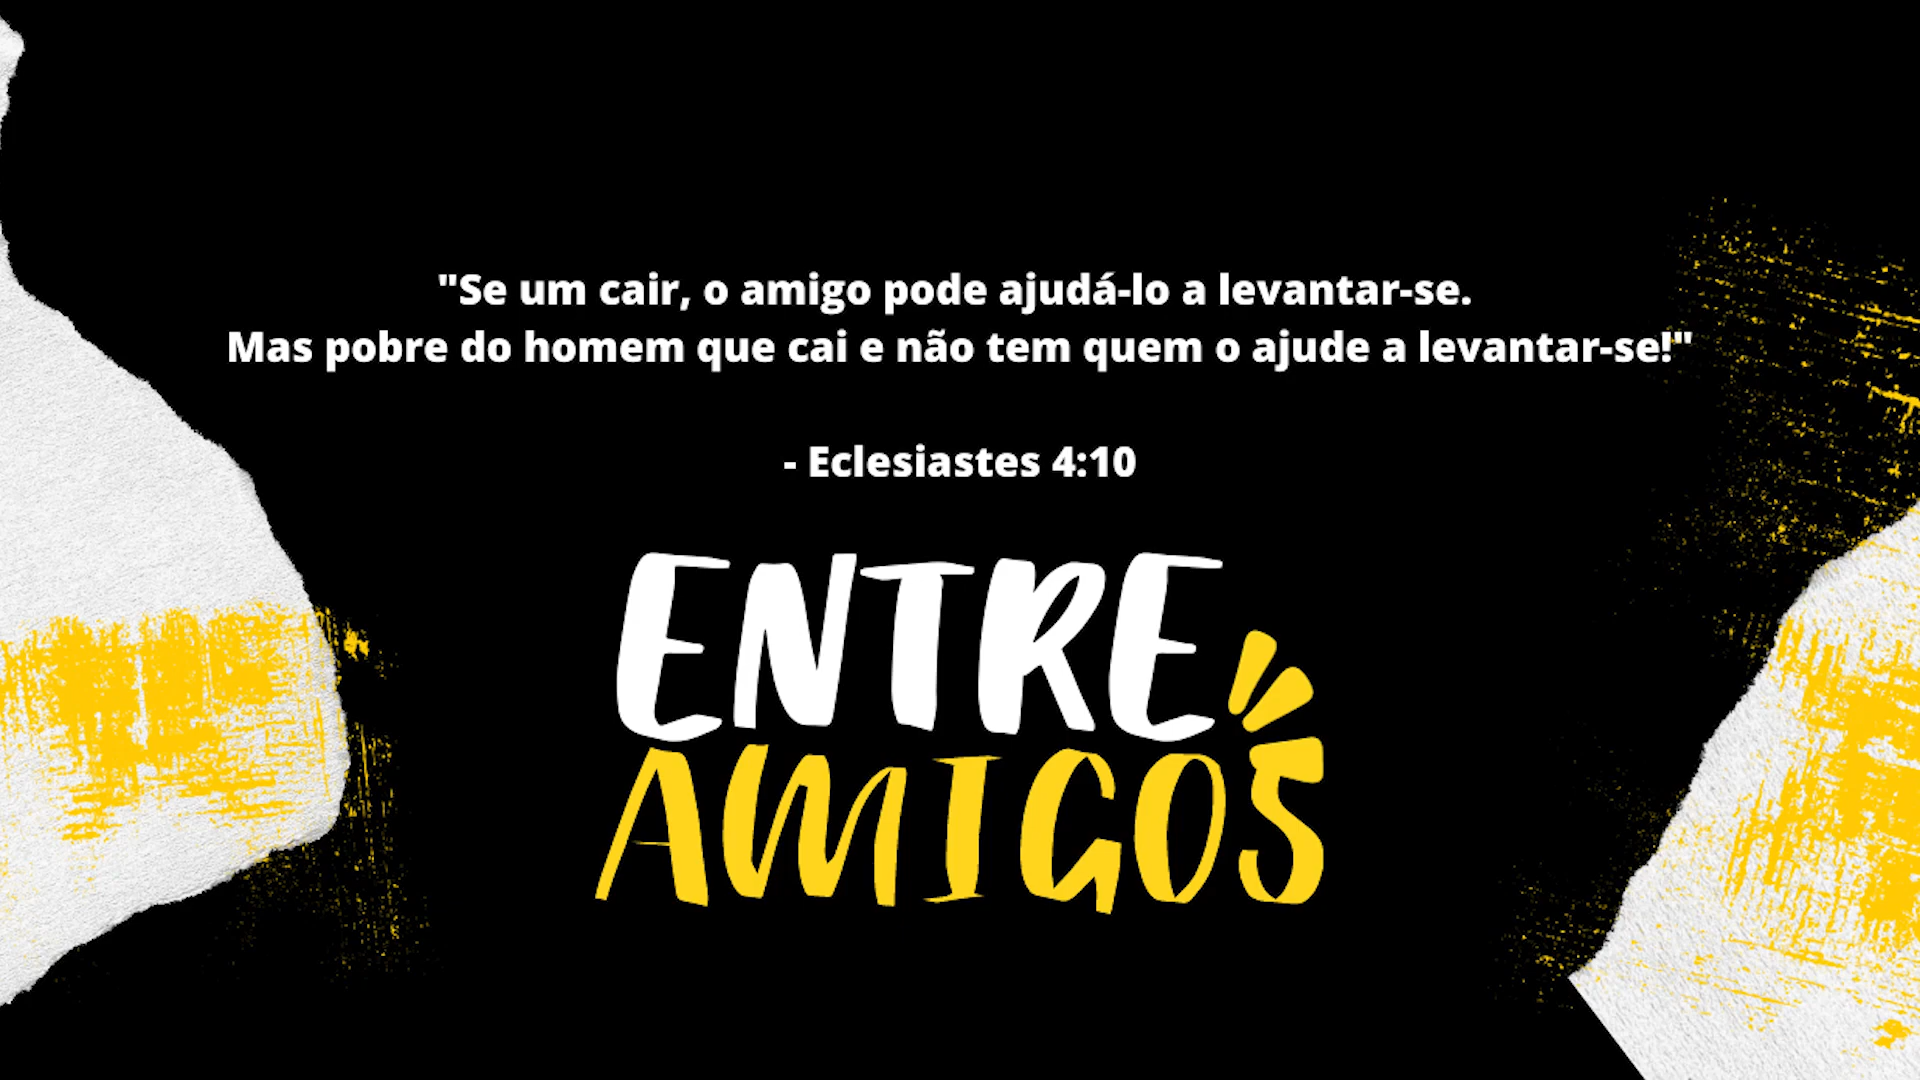 "Se um cair, o amigo pode ajudá-lo a levantar-se.
Mas pobre do homem que cai e não tem quem o ajude a levantar-se!"
- Eclesiastes 4:10
ENTRE
AMIGOS